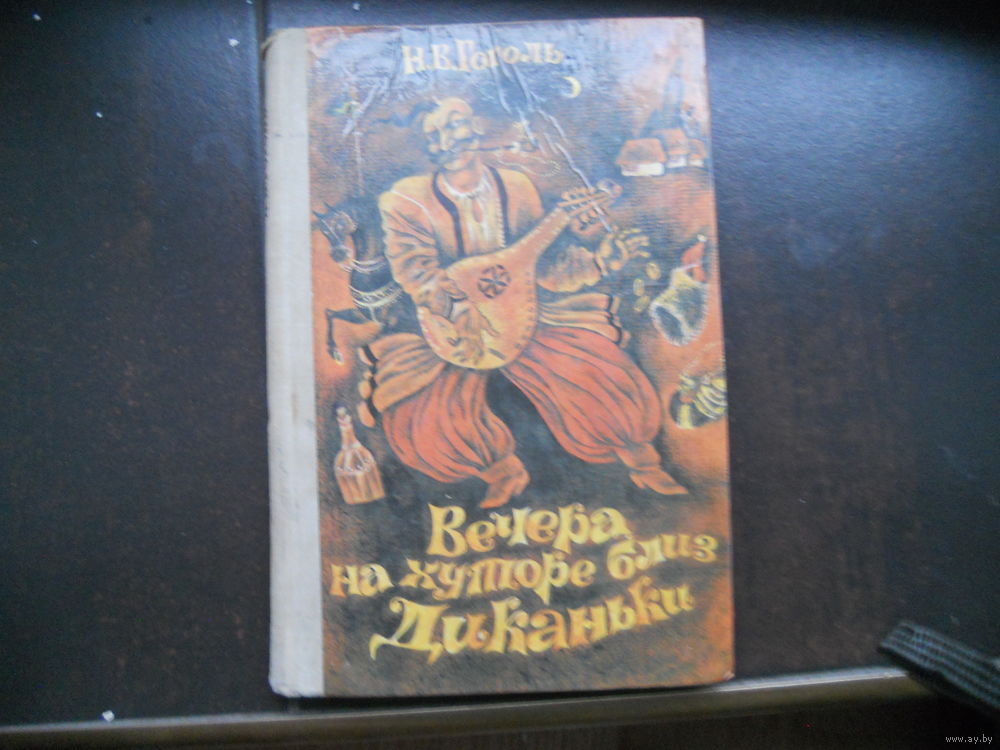 Н.В.Гоголь
Вечера
на хуторе близ
Диканьки
www.ay.by